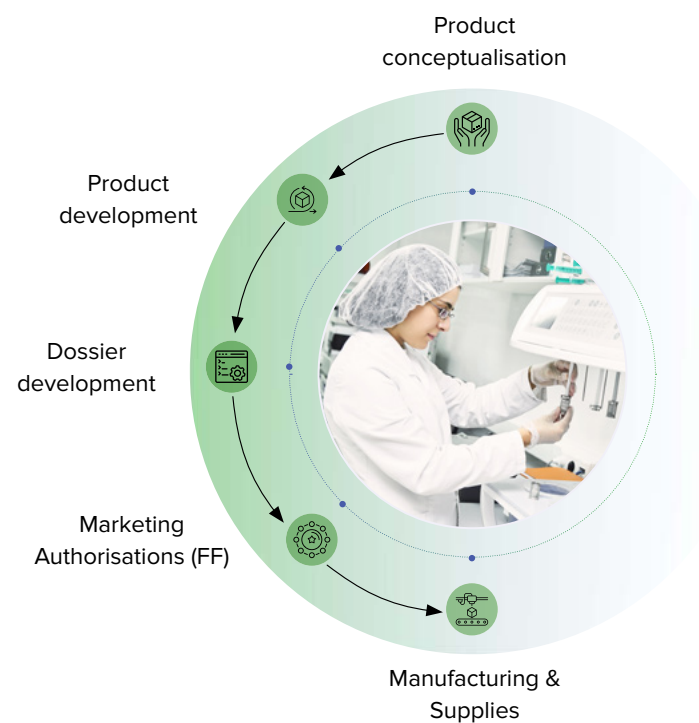 Product
conceptualisation
Product
development
Dossier
development
Marketing
Authorisations (FF)
Manufacturing &
Supplies